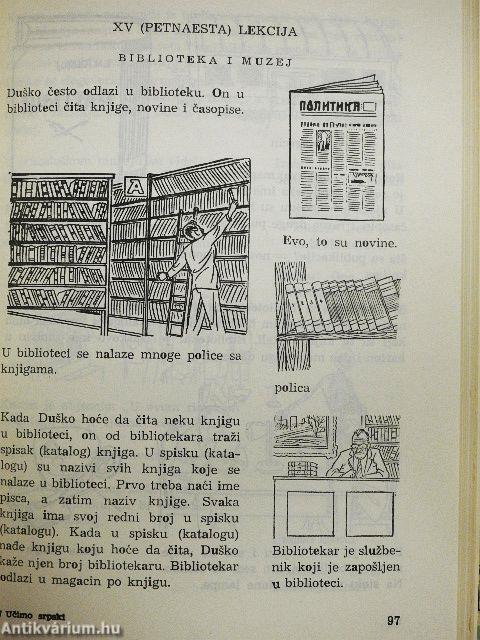 XV (PETNAESTA) LEKCIJA
BIBLIOTEKA I MUZEJ
Duško često odlazi u biblioteku. On u
biblioteci čita knjige, novine i časopise.
ПОЛИТИКА
A
Evo, to su novine.
U biblioteci se nalaze mnoge police sa
knjigama.
polica
Kada Duško hoće da čita neku knjigu
u biblioteci, on od bibliotekara traži
spisak (katalog) knjiga. U spisku (kata-
logu) su nazivi svih knjiga koje se
nalaze u biblioteci. Prvo treba naći ime
pisca, a zatim naziv knjige. Svaka
knjiga ima svoj redni broj u spisku
(katalogu). Kada u spisku (katalogu)
nađe knjigu koju hoće da čita, Duško
kaže njen broj bibliotekaru. Bibliotekar
odlazi u magacin po knjigu.
Bibliotekar je službe-
nik koji je zapošljen
u biblioteci.
Učimo srpski
97
Antikvárium.hu